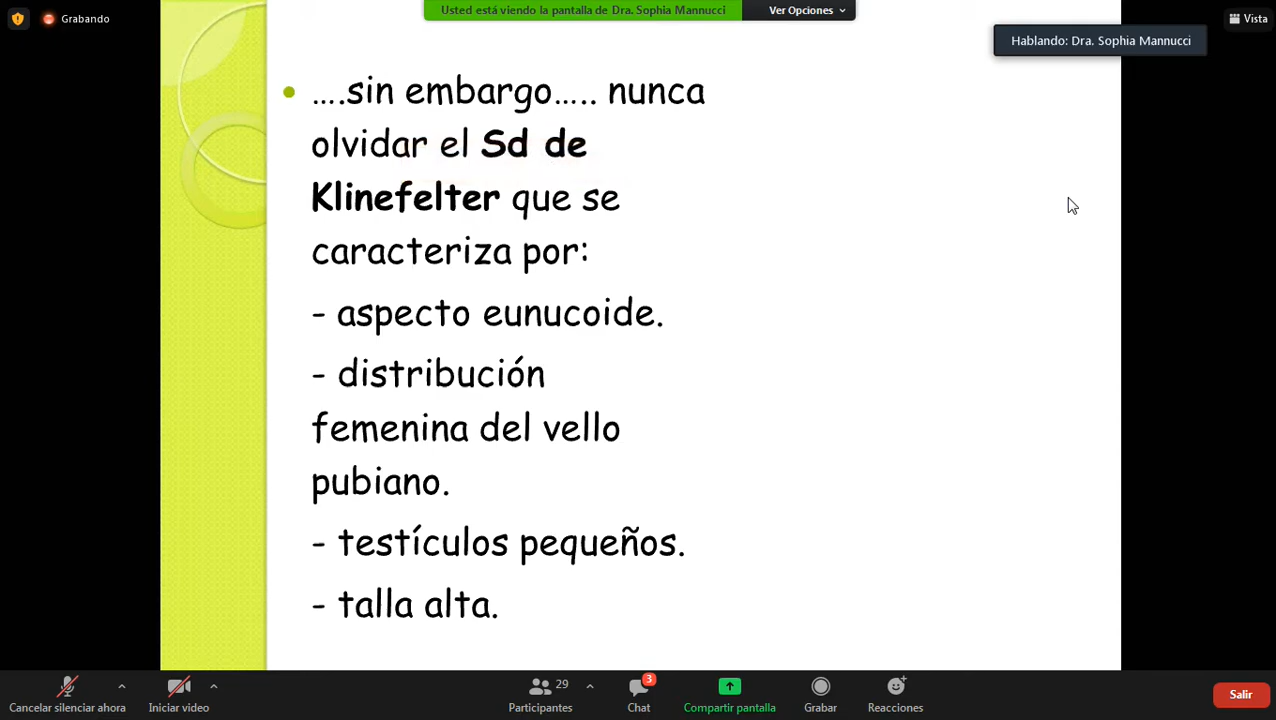 Usted está viendo la pantalla de Dra. Sophia Mannucci
Ver Opciones
Grabando
Vista
Hablando: Dra. Sophia Mannucci
….sin embargo….. nunca
olvidar el Sd de
Klinefelter que se
caracteriza por:
- aspecto eunucoide.
- distribución
femenina del vello
pubiano.
- testículos pequeños.
- talla alta.
Cancelar silenciar ahora
Iniciar video
29
Participantes
3
Chat
Compartir pantalla
Grabar
Reacciones
Salir